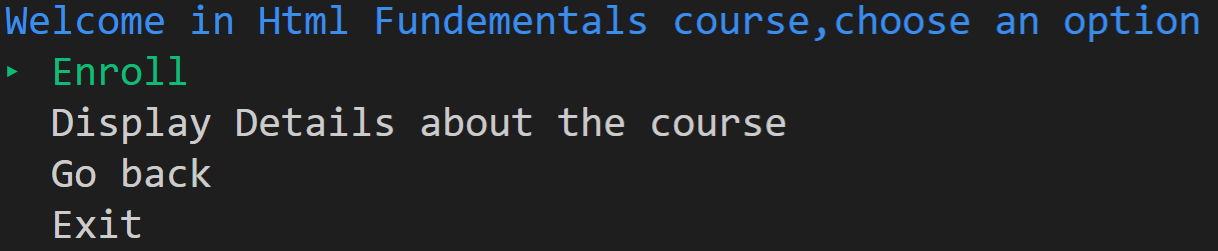 Welcome in Html Fundementals course,choose an option
Enroll
Display Details about the course
Go back
Exit